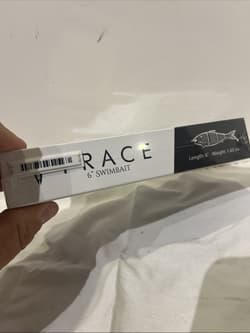 RACE
6" SWIMBAIT
Length: 6" Weight: 1.60 oz.